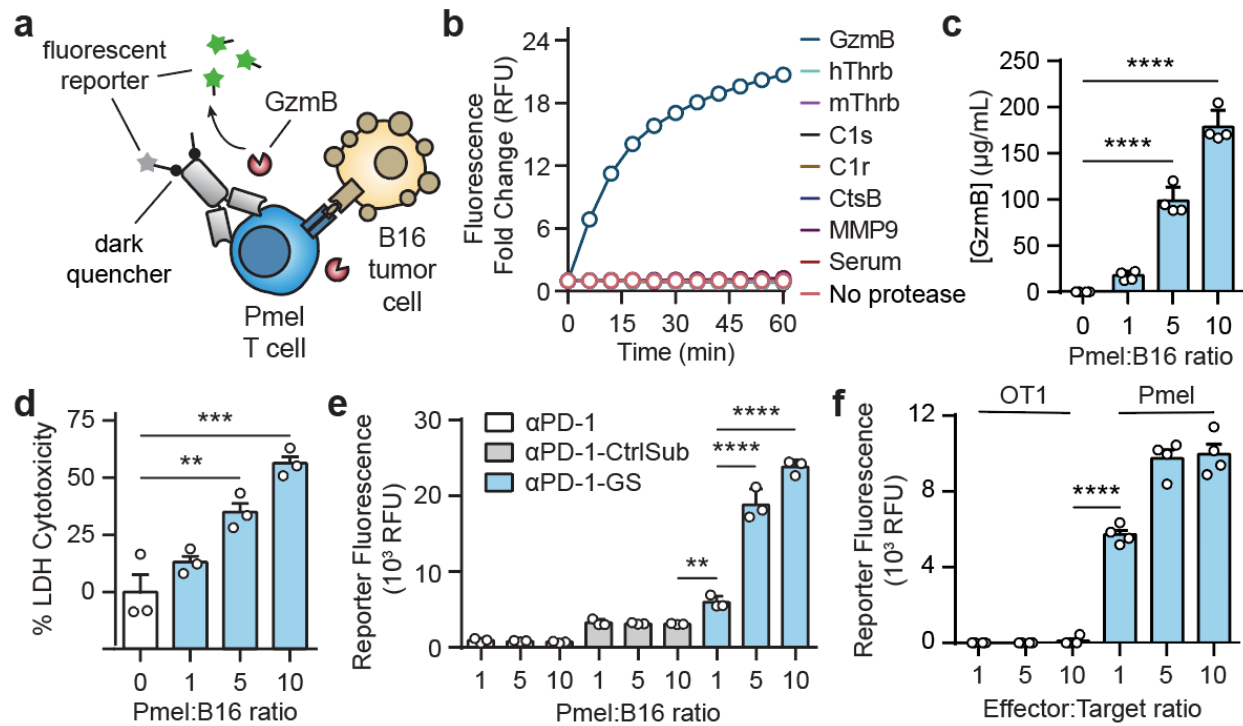 a
fluorescent
reporter
GzmB
dark
quencher
Pmel
T cell
B16
tumor
cell
b
Fluorescence
Fold Change (RFU)
24
18
12
6
0
0 15 30 45 60
Time (min)
GzmB
hThrb
mThrb
C1s
C1r
CtsB
MMP9
Serum
No protease
c
[GzmB] (µg/mL)
250
200
150
100
50
0
****
****
0 1 5 10
Pmel:B16 ratio
d
% LDH Cytotoxicity
75
50
25
0
***
**
0 1 5 10
Pmel:B16 ratio
e
Reporter Fluorescence
(10³ RFU)
30
20
10
0
αPD-1
αPD-1-CtrlSub
αPD-1-GS
****
****
**
1 5 10 1 5 10 1 5 10
Pmel:B16 ratio
f
OT1 Pmel
Reporter Fluorescence
(10³ RFU)
12
8
4
0
****
1 5 10 1 5 10
Effector:Target ratio